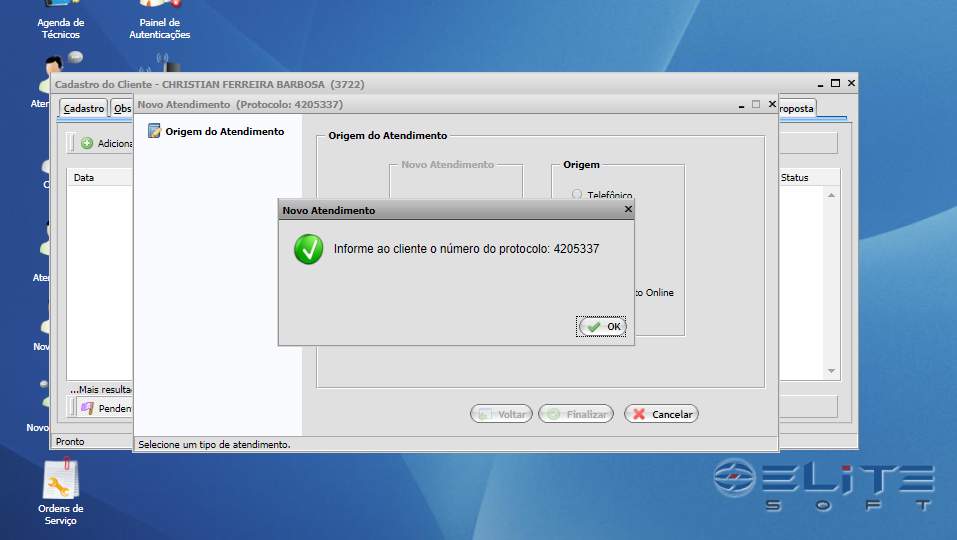 Agenda de
Técnicos
Painel de
Autenticações
Cadastro do Cliente - CHRISTIAN FERREIRA BARBOSA (3722)
Cadastro
Obs
Novo Atendimento (Protocolo: 4205337)
roposta
Origem do Atendimento
Origem do Atendimento
Adiciona
Novo Atendimento
Origem
Data
Status
Telefônico
Novo Atendimento
Informe ao cliente o número do protocolo: 4205337
to Online
OK
...Mais resulta
Penden
Voltar
Finalizar
Cancelar
Pronto
Selecione um tipo de atendimento.
Ater
Aten
Nov
Novo
Ordens de
Serviço
ELiTE
SOFT